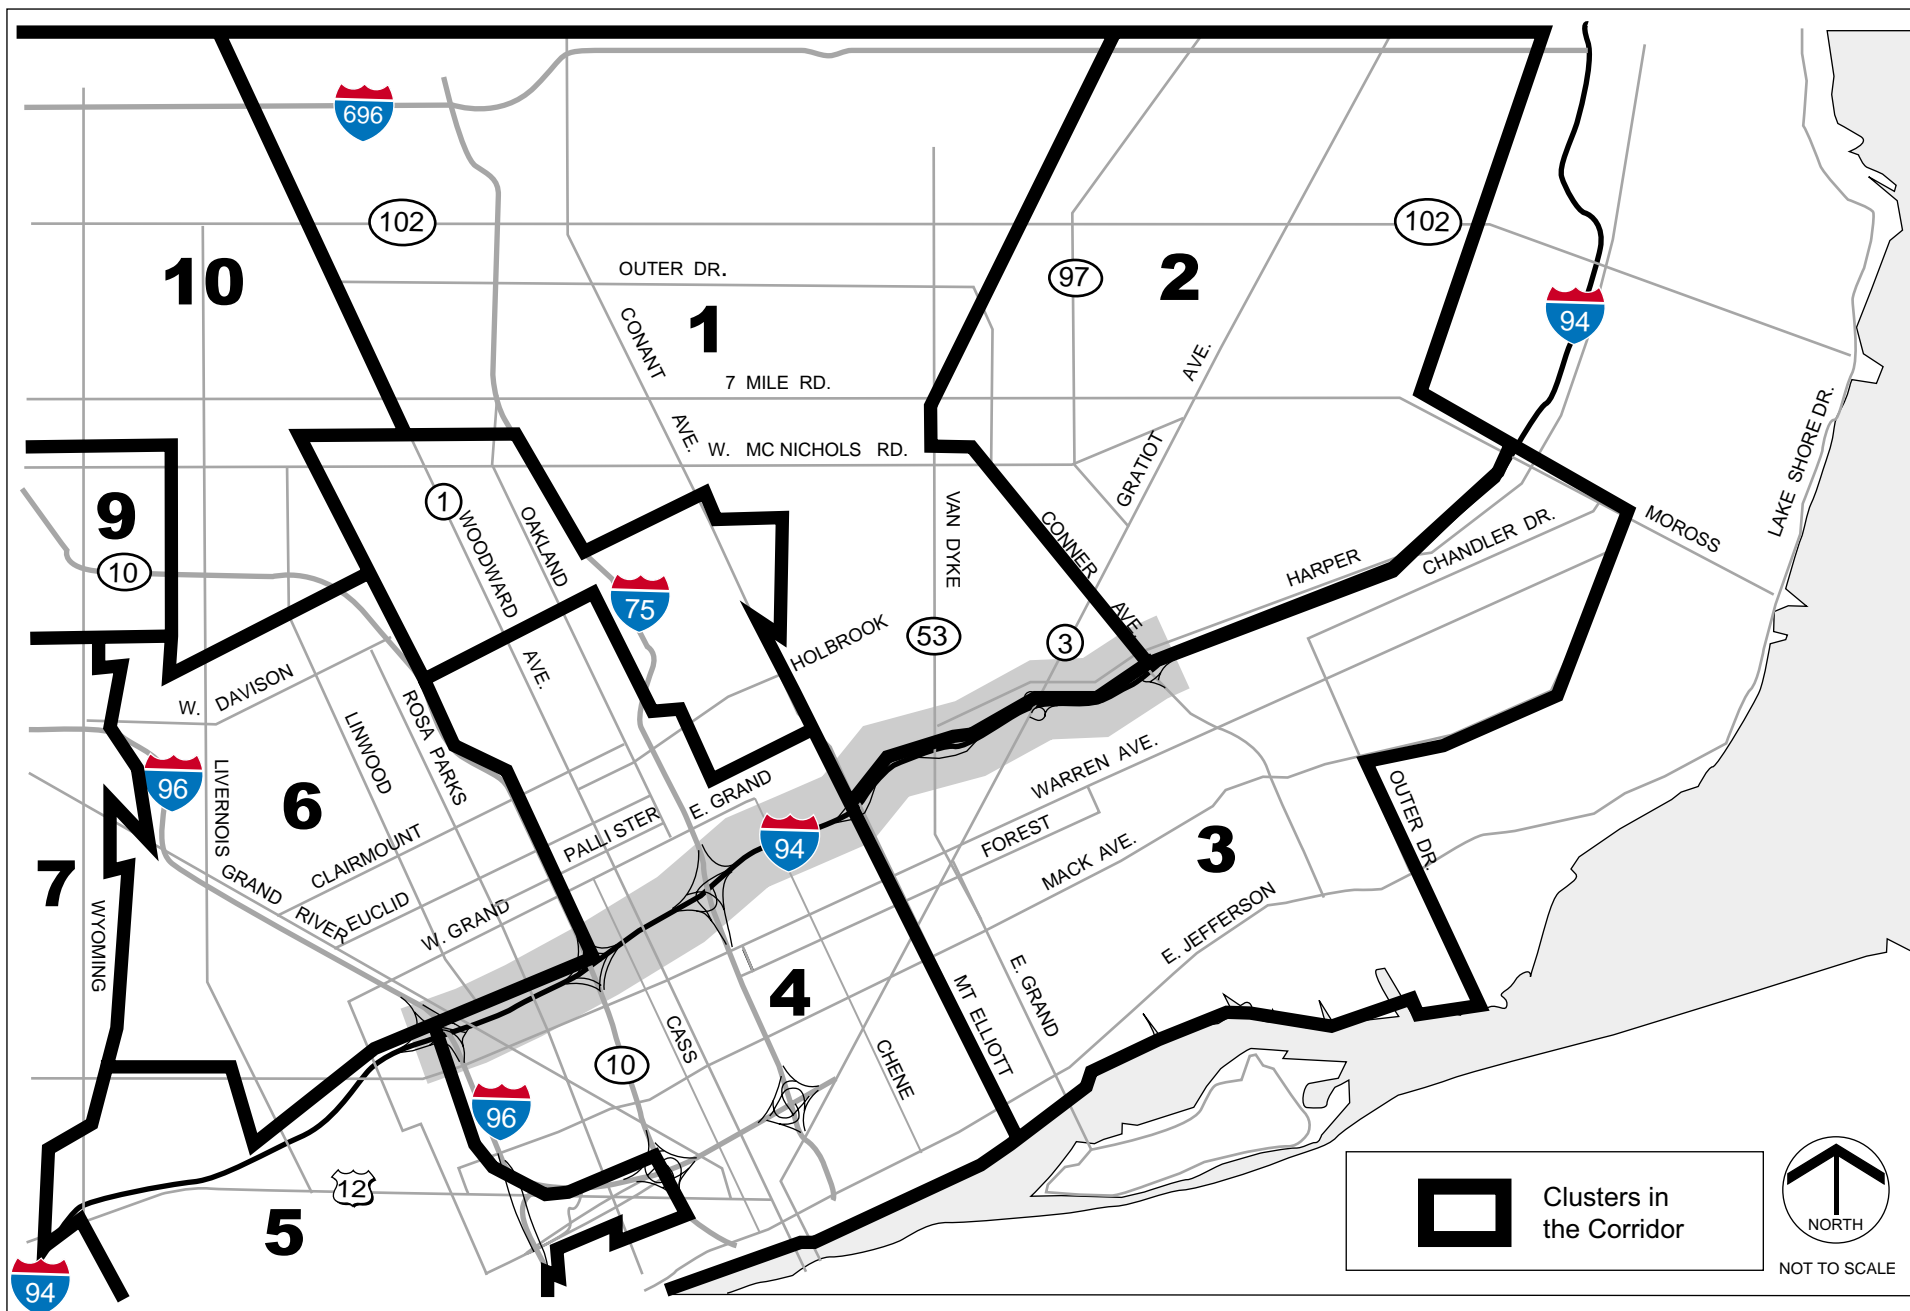 696
102
102
10
OUTER DR.
97
2
1
CONANT
AVE.
94
7 MILE RD.
AVE.
W. MC NICHOLS RD.
GRATIOT
LAKE SHORE DR.
9
10
1
WOODWARD
AVE.
OAKLAND
VAN DYKE
CONNER
AVE.
HARPER
CHANDLER DR.
MOROSS
75
HOLBROOK
53
3
W. DAVISON
LINWOOD
ROSA PARKS
96
LIVERNOIS
6
CLAIRMOUNT
PALLISTER
E. GRAND
94
WARREN AVE.
FOREST
MACK AVE.
3
OUTER DR.
7
WYOMING
GRAND
RIVER
EUCLID
W. GRAND
E. JEFFERSON
4
E. GRAND
MT ELLIOTT
CASS
CHENE
10
96
12
5
94
Clusters in
the Corridor
NORTH
NOT TO SCALE